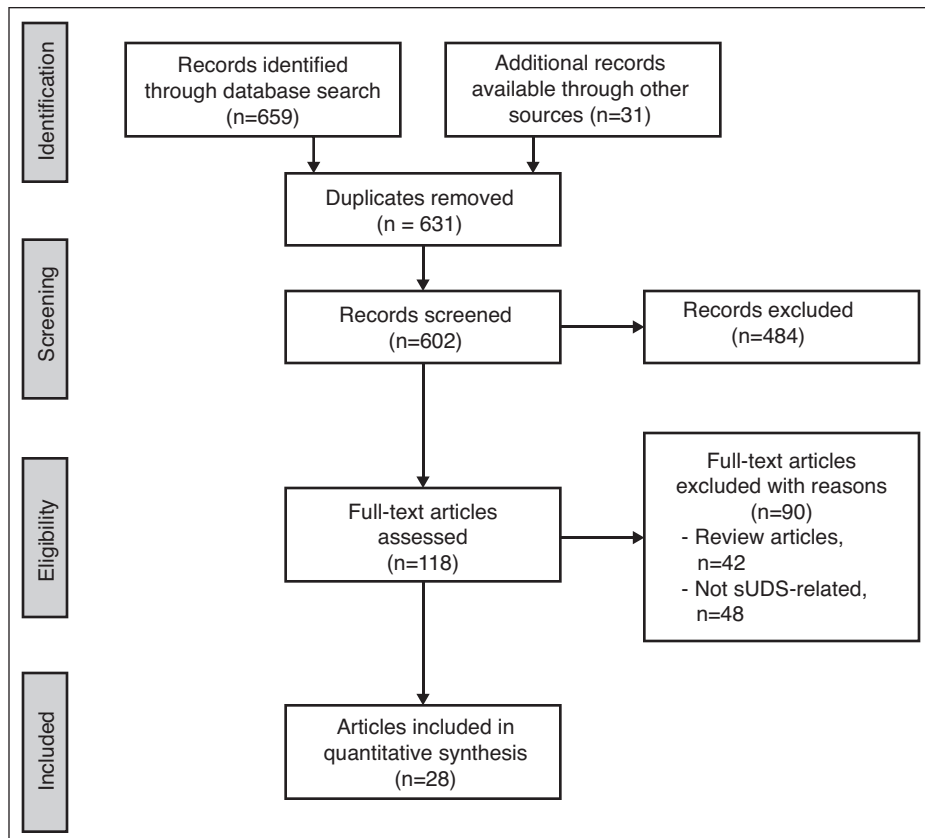 Identification
Records identified
through database search
(n=659)
Additional records
available through other
sources (n=31)
Duplicates removed
(n = 631)
Screening
Records screened
(n=602)
Records excluded
(n=484)
Eligibility
Full-text articles
assessed
(n=118)
Full-text articles
excluded with reasons
(n=90)
- Review articles,
n=42
- Not sUDS-related,
n=48
Included
Articles included in
quantitative synthesis
(n=28)